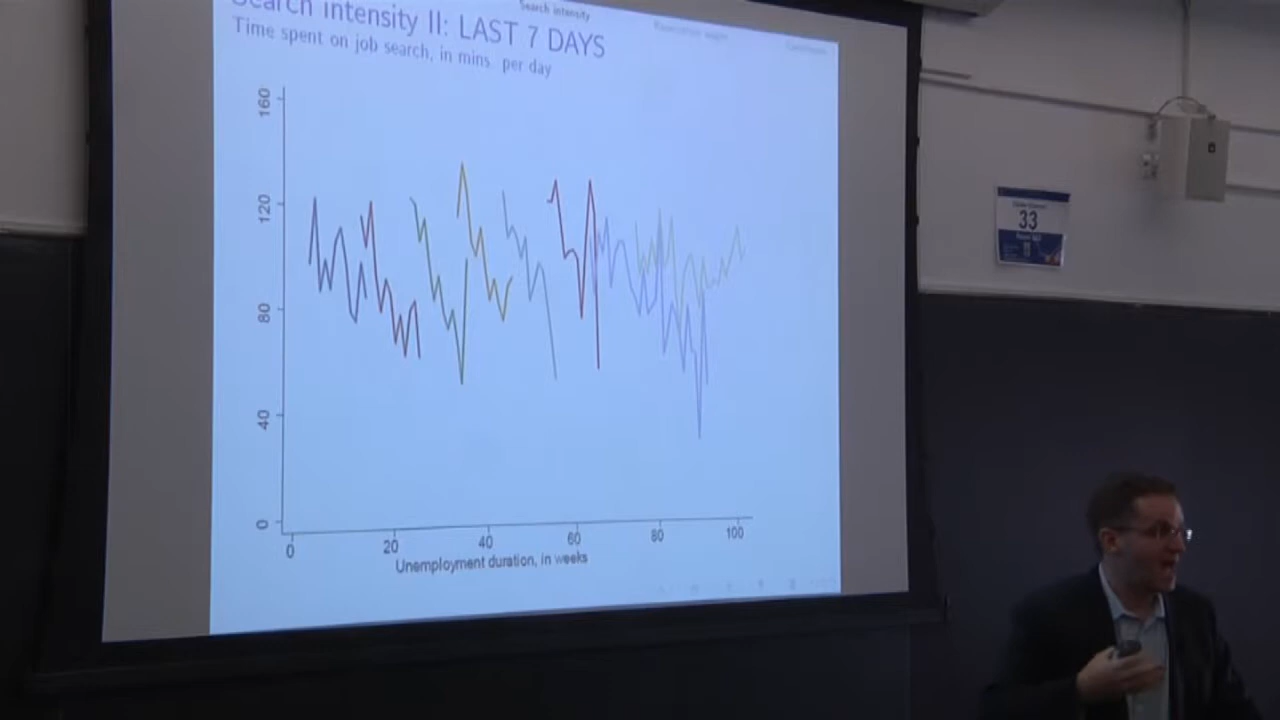 Search intensity
Search intensity II: LAST 7 DAYS
Time spent on job search, in mins per day
160
120
80
40
0
0 20 40 60 80 100
Unemployment duration, in weeks
33